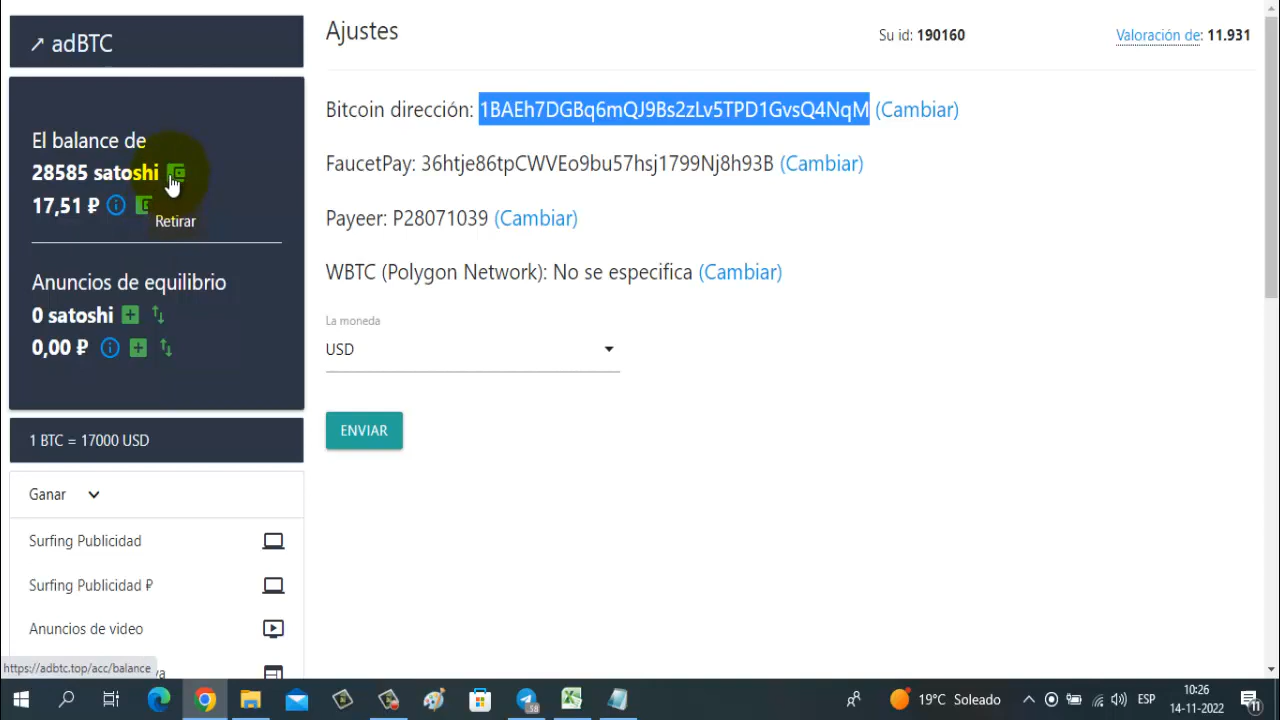 adBTC
El balance de
28585 satoshi
17,51 ₽
Retirar
Anuncios de equilibrio
0 satoshi
0,00 ₽
1 BTC = 17000 USD
Ganar
Surfing Publicidad
Surfing Publicidad ₽
Anuncios de video
https://adbtc.top/acc/balance
Ajustes
Su id: 190160
Valoración de: 11.931
Bitcoin dirección: 1BAEh7DGBq6mQJ9Bs2zLv5TPD1GvsQ4NqM (Cambiar)
FaucetPay: 36htje86tpCWVEo9bu57hsj1799Nj8h93B (Cambiar)
Payeer: P28071039 (Cambiar)
WBTC (Polygon Network): No se especifica (Cambiar)
La moneda
USD
ENVIAR
58
19°C Soleado
ESP
10:26
14-11-2022
11